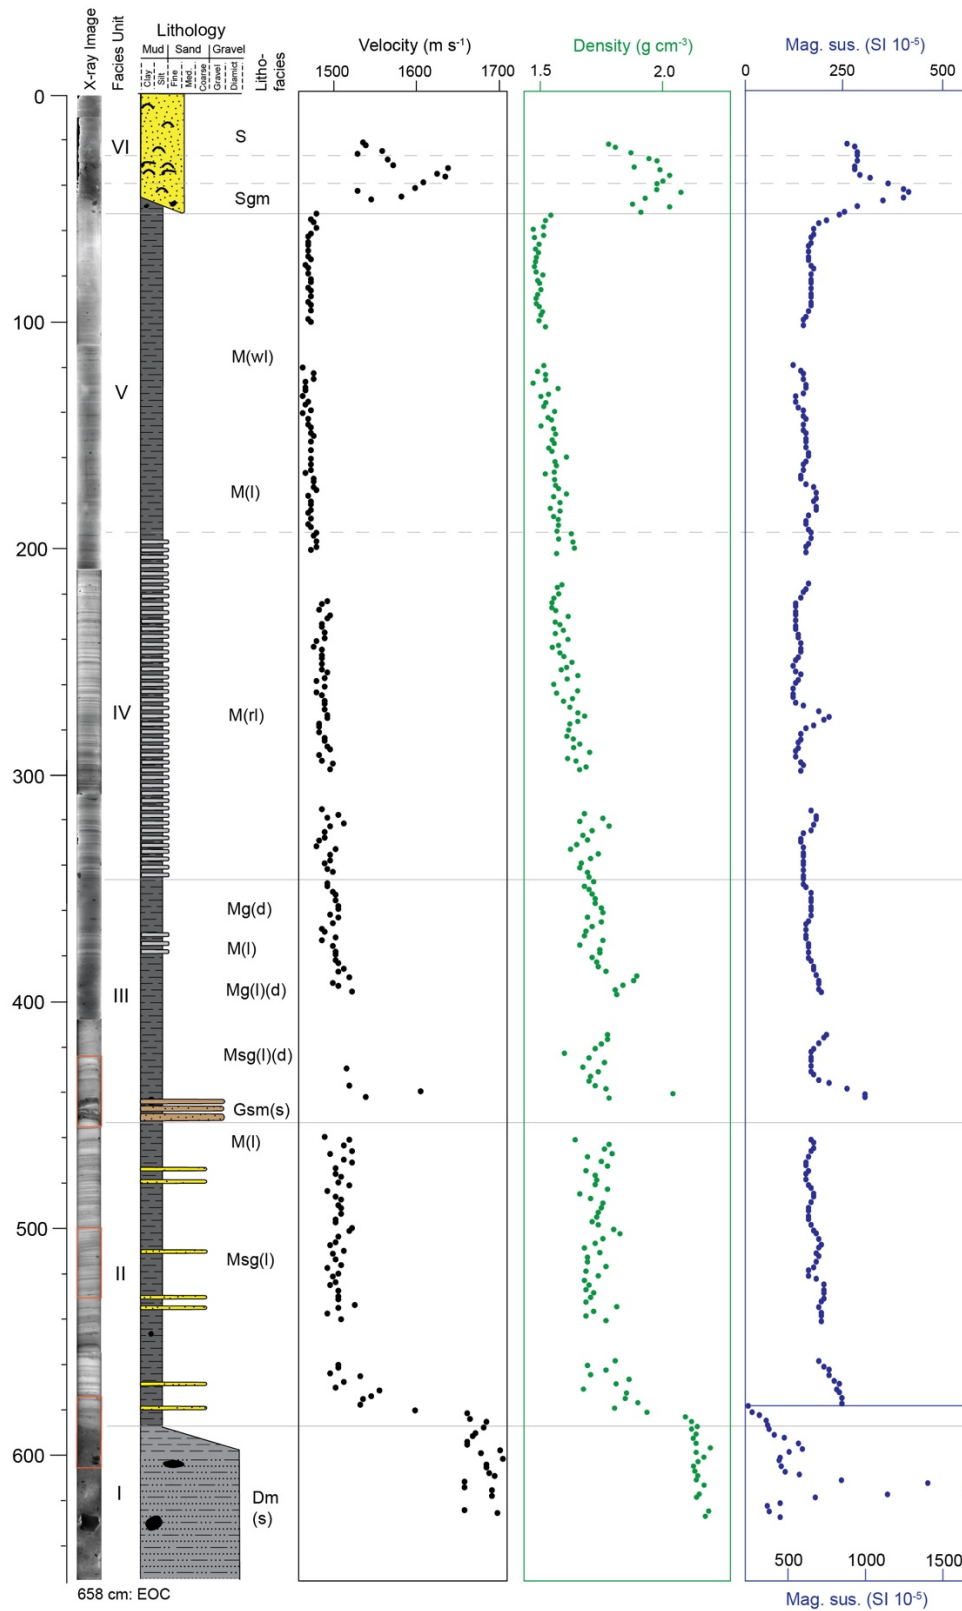 X-ray Image
Facies Unit
Lithology
Mud Sand Gravel
Clay Silt Fine Med. Coarse Gravel Diamict
Litho-
facies
Velocity (m s⁻¹)
1500 1600 1700
Density (g cm⁻³)
1.5 2.0
Mag. sus. (SI 10⁻⁵)
0 250 500
0
VI
S
Sgm
100
M(wl)
V
M(l)
200
IV
M(rl)
300
Mg(d)
M(l)
III
Mg(l)(d)
400
Msg(l)(d)
Gsm(s)
M(l)
500
II
Msg(l)
600
I
Dm
(s)
658 cm: EOC
500 1000 1500
Mag. sus. (SI 10⁻⁵)